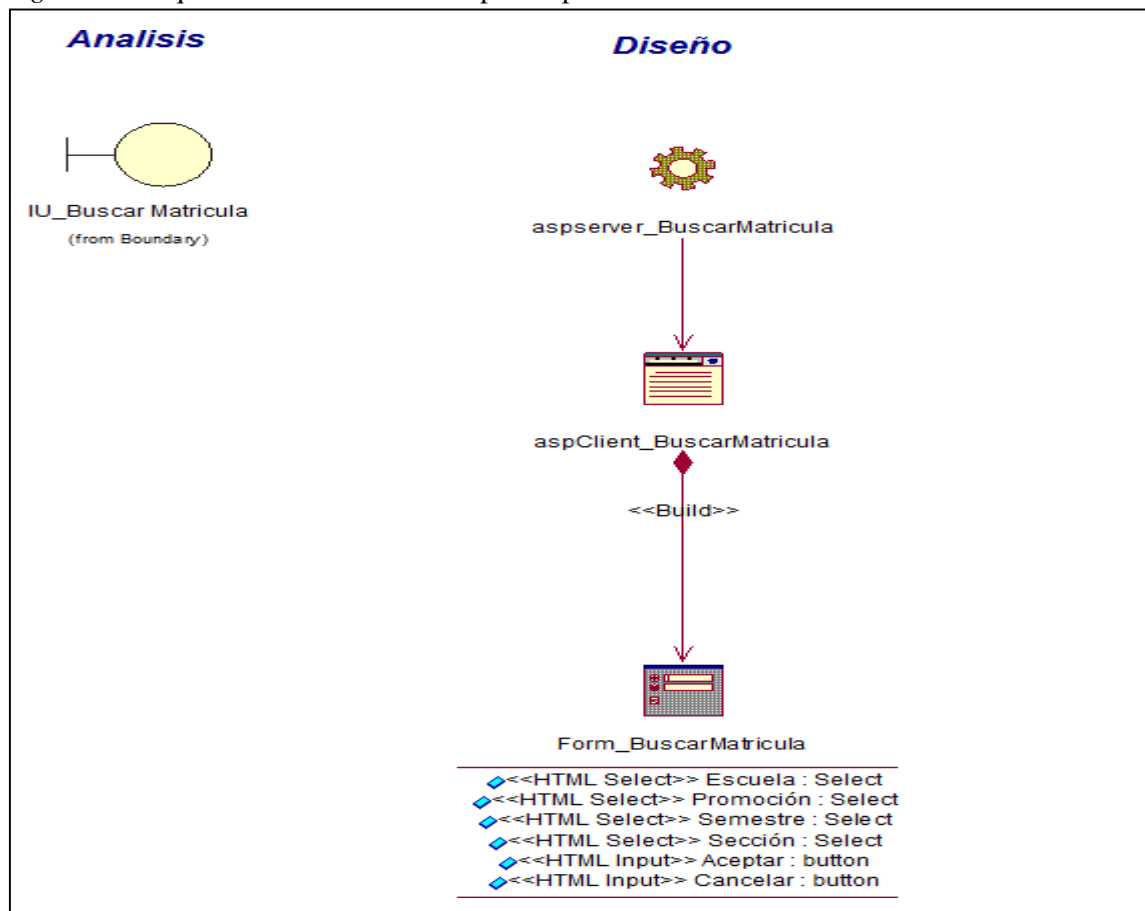 Analisis
Diseño
IU_Buscar Matricula
(from Boundary)
aspserver_BuscarMatricula
aspClient_BuscarMatricula
<<Build>>
Form_BuscarMatricula
<<HTML Select>> Escuela : Select
<<HTML Select>> Promoción : Select
<<HTML Select>> Semestre : Select
<<HTML Select>> Sección : Select
<<HTML Input>> Aceptar : button
<<HTML Input>> Cancelar : button